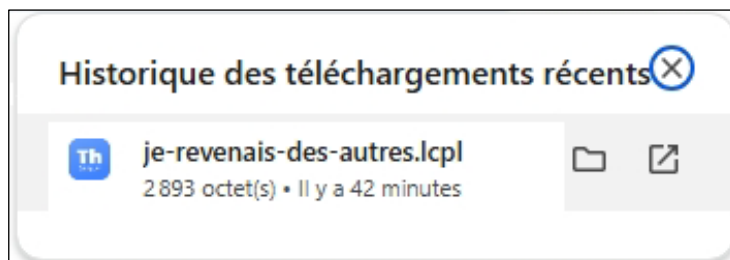 Historique des téléchargements récents
Th
je-revenais-des-autres.lcpl
2 893 octet(s) • Il y a 42 minutes